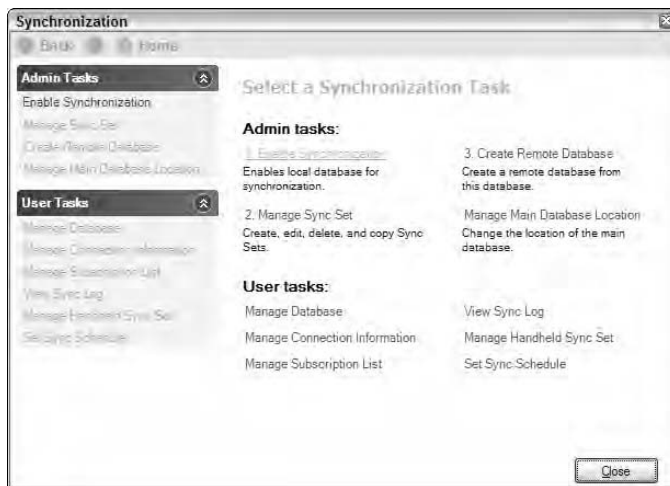 Synchronization
Back Home
Admin Tasks
Enable Synchronization
Manage Sync Set
Create Remote Database
Manage Main Database Location
User Tasks
Manage Database
Manage Connection Information
Manage Subscription List
View Sync Log
Manage Handheld Sync Set
Set Sync Schedule
Select a Synchronization Task
Admin tasks:
1. Enable Synchronization
Enables local database for
synchronization.
3. Create Remote Database
Create a remote database from
this database.
2. Manage Sync Set
Create, edit, delete, and copy Sync
Sets.
Manage Main Database Location
Change the location of the main
database.
User tasks:
Manage Database
View Sync Log
Manage Connection Information
Manage Handheld Sync Set
Manage Subscription List
Set Sync Schedule
Close